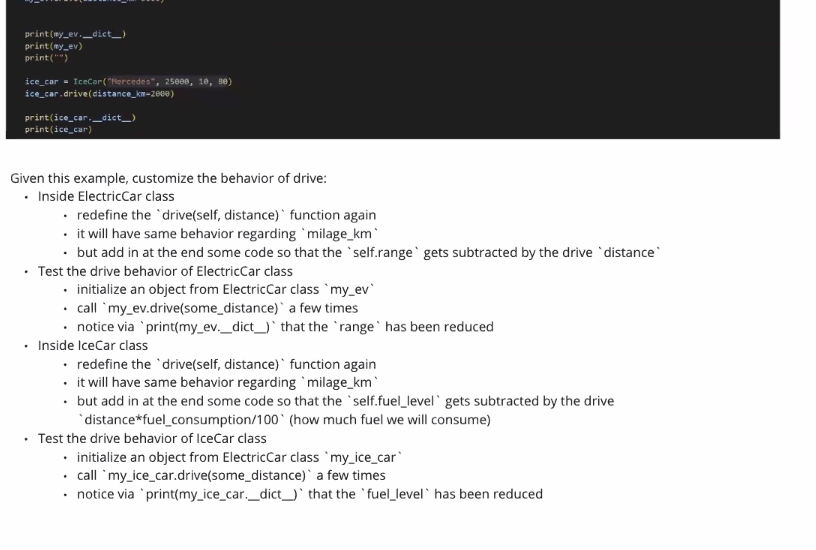 print(my_ev.__dict__)
print(my_ev)
print("")
ice_car = IceCar("Mercedes", 25000, 10, 80)
ice_car.drive(distance_km=2000)
print(ice_car.__dict__)
print(ice_car)
Given this example, customize the behavior of drive:
• Inside ElectricCar class
• redefine the `drive(self, distance)` function again
• it will have same behavior regarding `milage_km`
• but add in at the end some code so that the `self.range` gets subtracted by the drive `distance`
• Test the drive behavior of ElectricCar class
• initialize an object from ElectricCar class `my_ev`
• call `my_ev.drive(some_distance)` a few times
• notice via `print(my_ev.__dict__)` that the `range` has been reduced
• Inside IceCar class
• redefine the `drive(self, distance)` function again
• it will have same behavior regarding `milage_km`
• but add in at the end some code so that the `self.fuel_level` gets subtracted by the drive
`distance*fuel_consumption/100` (how much fuel we will consume)
• Test the drive behavior of IceCar class
• initialize an object from ElectricCar class `my_ice_car`
• call `my_ice_car.drive(some_distance)` a few times
• notice via `print(my_ice_car.__dict__)` that the `fuel_level` has been reduced